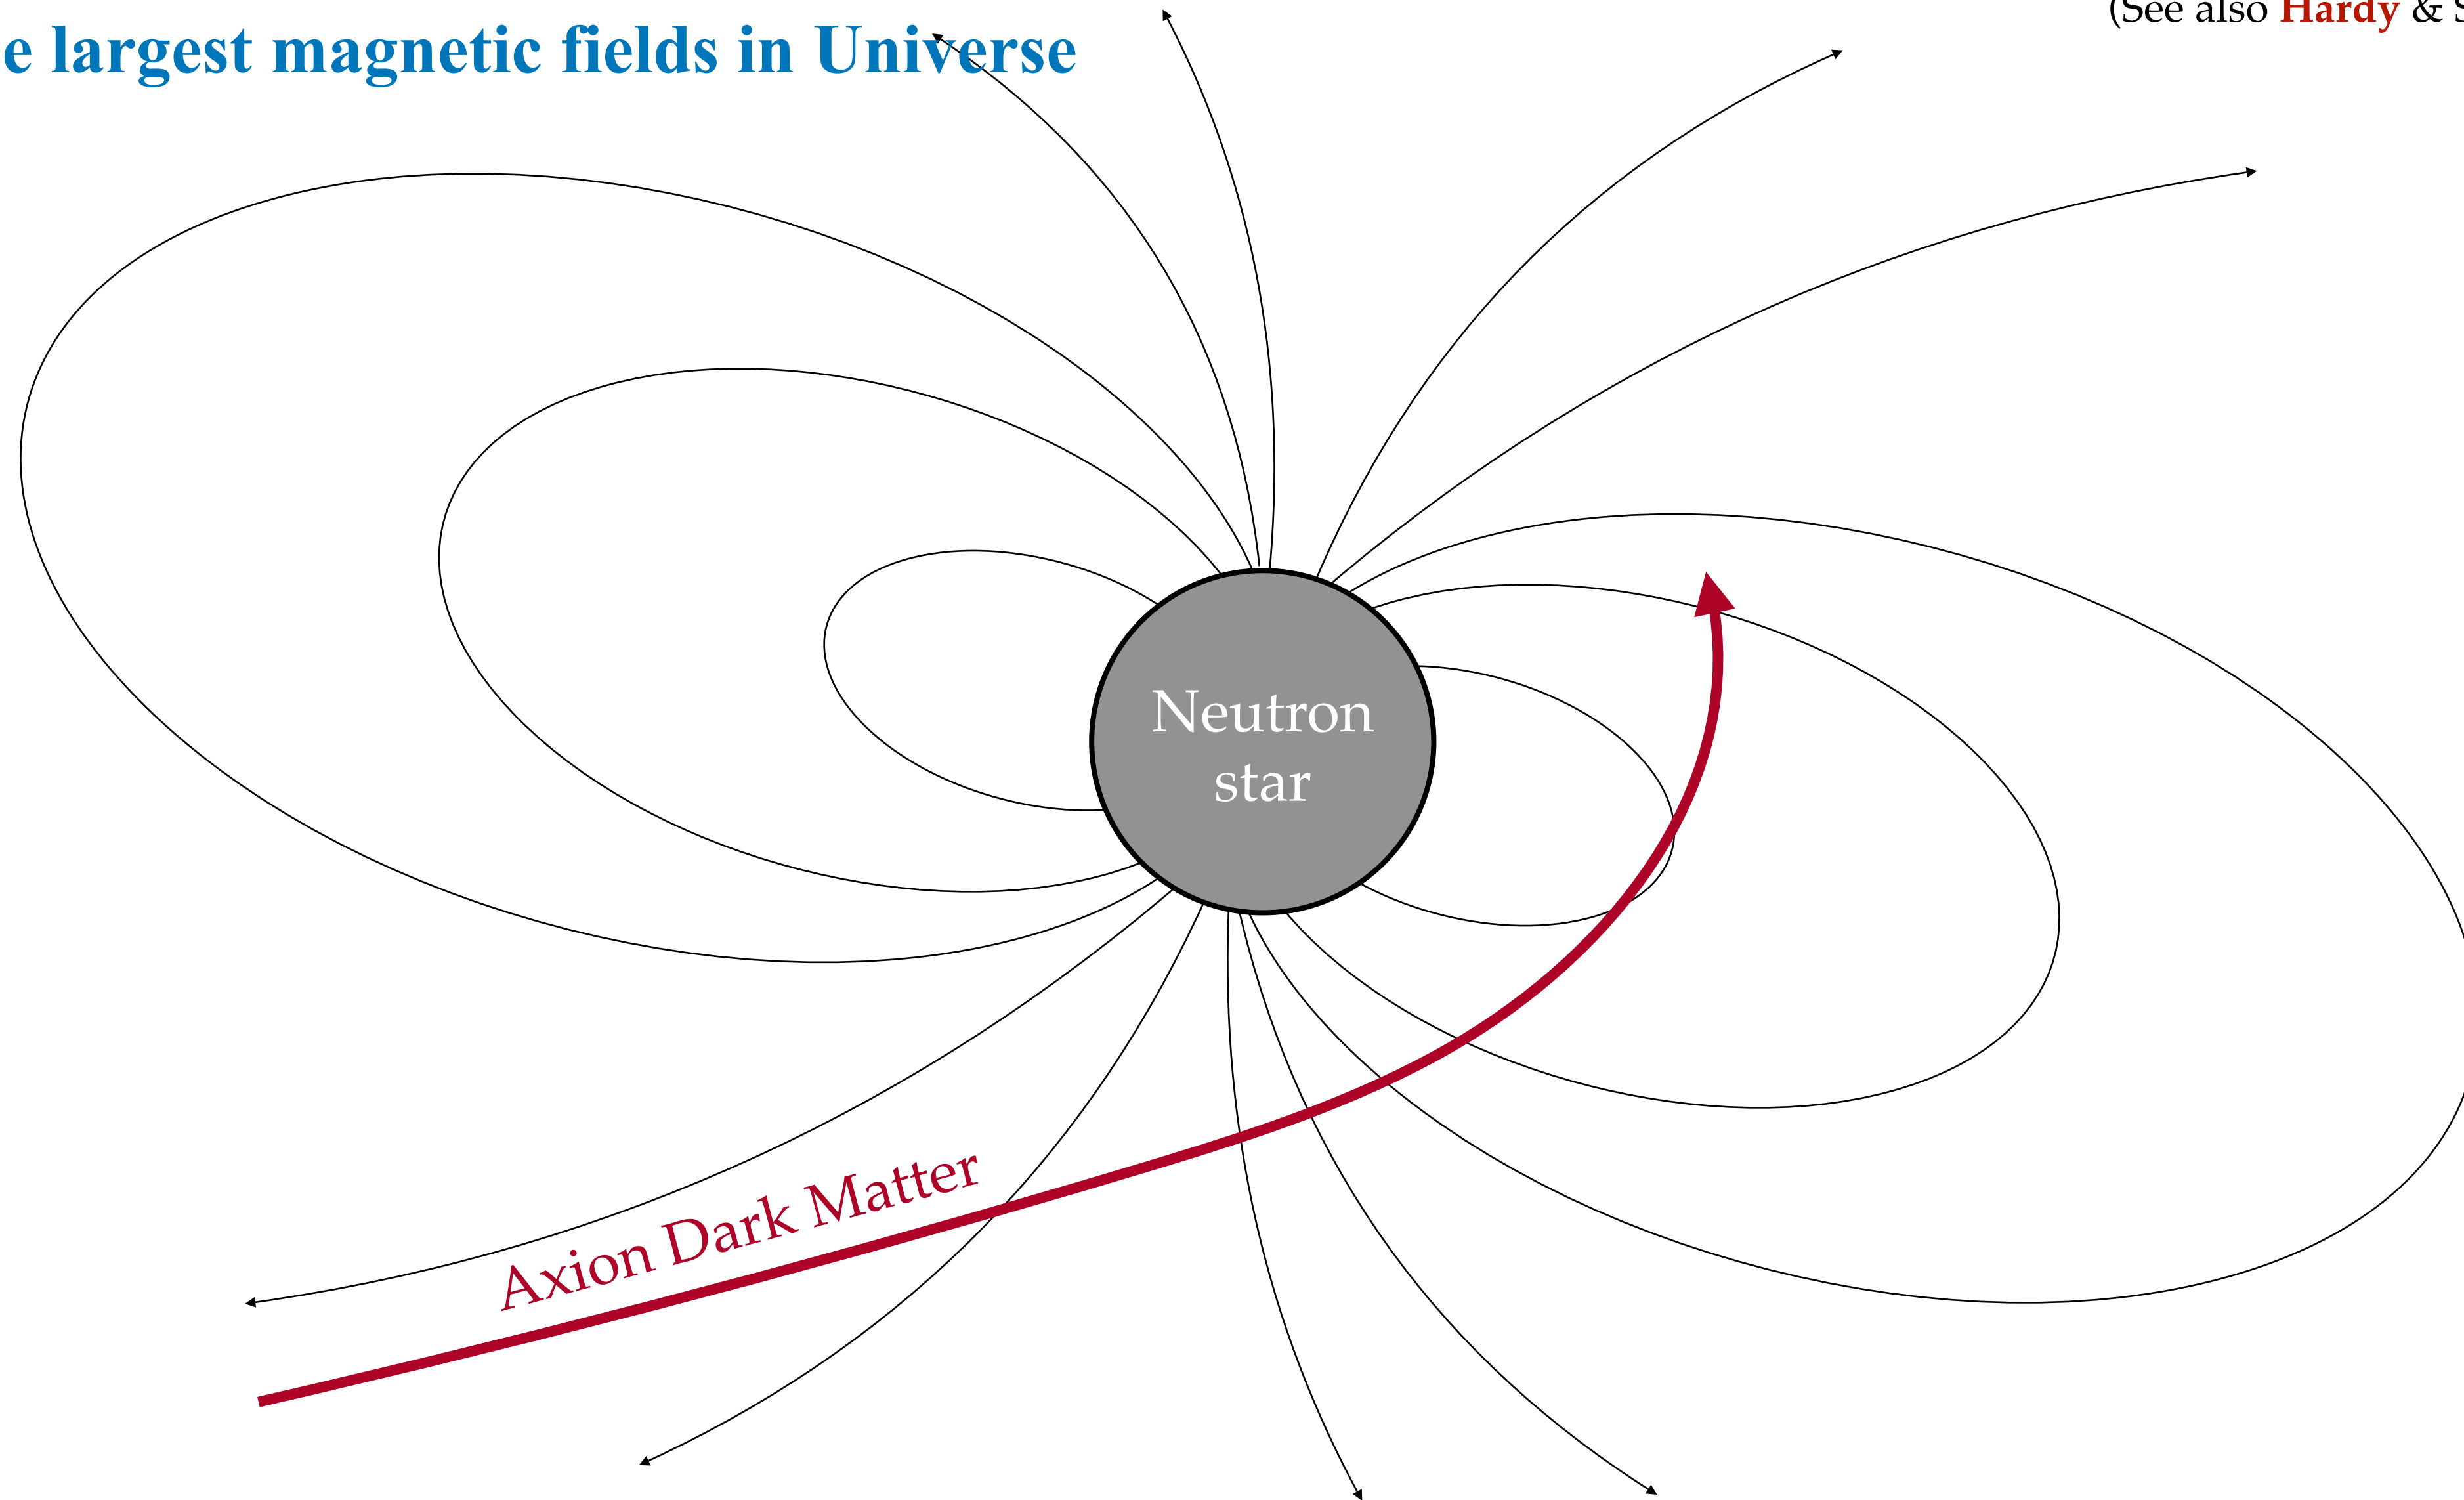 e largest magnetic fields in Universe
(See also Hardy &
Neutron
star
Axion Dark Matter